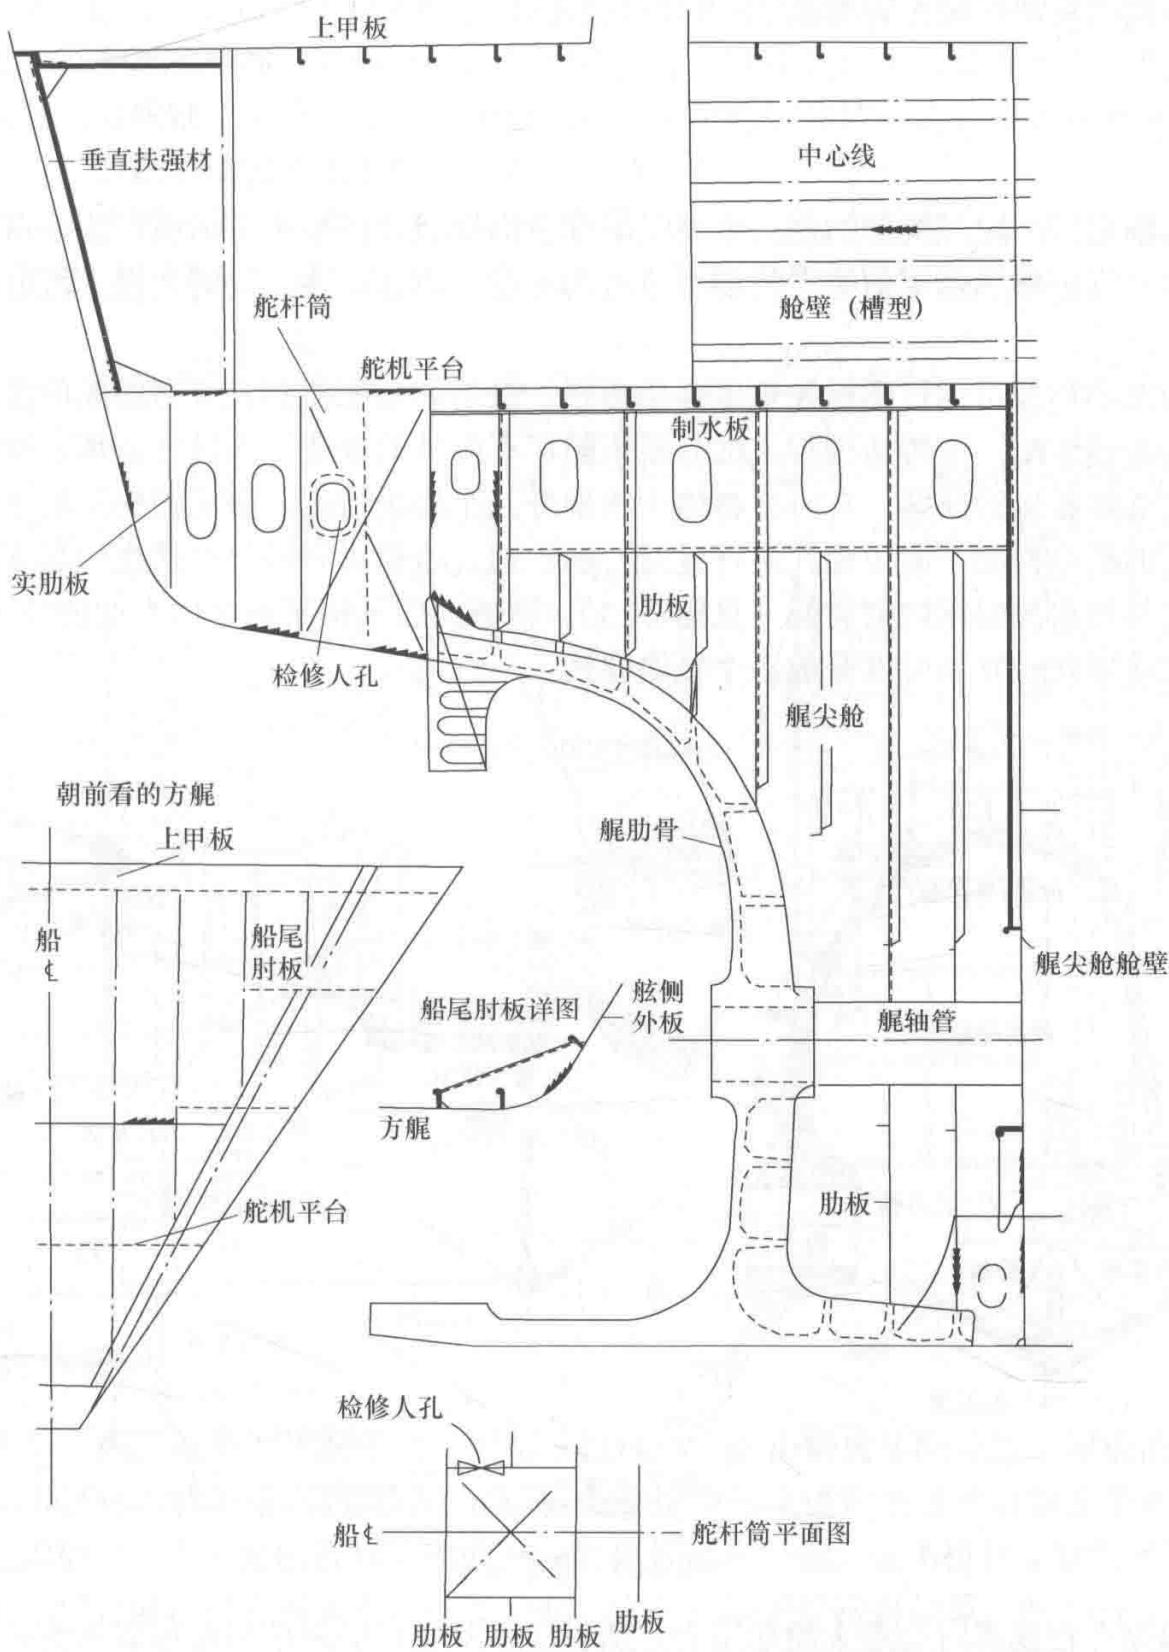 上甲板
垂直扶强材
中心线
舵杆筒
舱壁（槽型）
舵机平台
制水板
实肋板
肋板
检修人孔
艉尖舱
朝前看的方艉
上甲板
艉肋骨
船℄
船尾
肘板
艉尖舱舱壁
船尾肘板详图
舷侧
外板
艉轴管
方艉
舵机平台
肋板
检修人孔
船℄
舵杆筒平面图
肋板 肋板 肋板 肋板